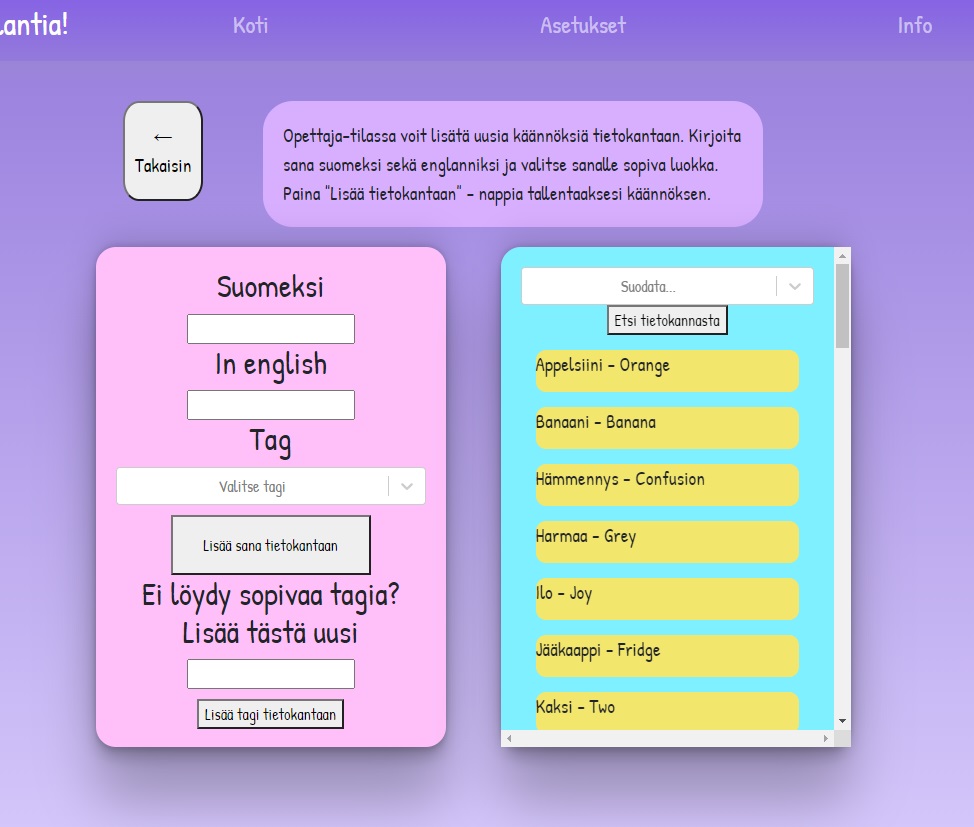 antia!
Koti
Asetukset
Info
←
Takaisin
Opettaja-tilassa voit lisätä uusia käännöksiä tietokantaan. Kirjoita
sana suomeksi sekä englanniksi ja valitse sanalle sopiva luokka.
Paina "Lisää tietokantaan" - nappia tallentaaksesi käännöksen.
Suomeksi
In english
Tag
Valitse tagi
Lisää sana tietokantaan
Ei löydy sopivaa tagia?
Lisää tästä uusi
Lisää tagi tietokantaan
Suodata...
Etsi tietokannasta
Appelsiini - Orange
Banaani - Banana
Hämmennys - Confusion
Harmaa - Grey
Ilo - Joy
Jääkaappi - Fridge
Kaksi - Two